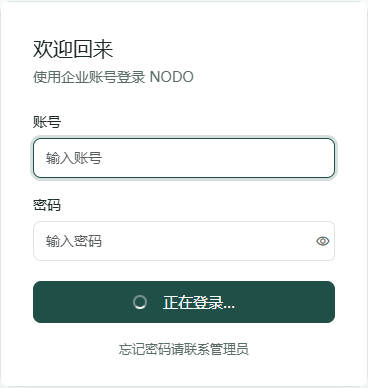 欢迎回来
使用企业账号登录 NODO
账号
输入账号
密码
输入密码
正在登录...
忘记密码请联系管理员